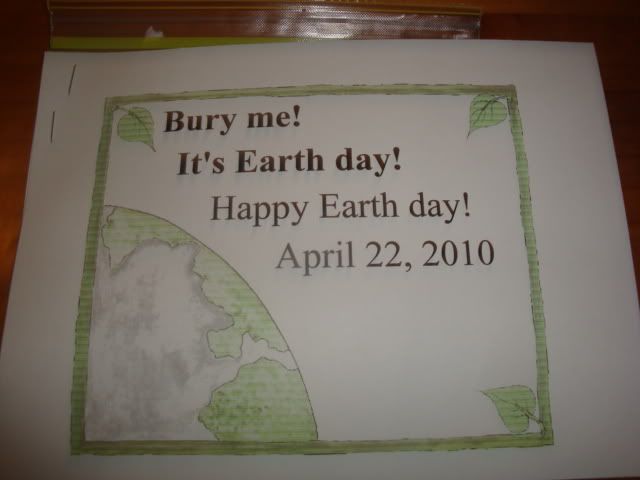 Bury me!
It's Earth day!
Happy Earth day!
April 22, 2010